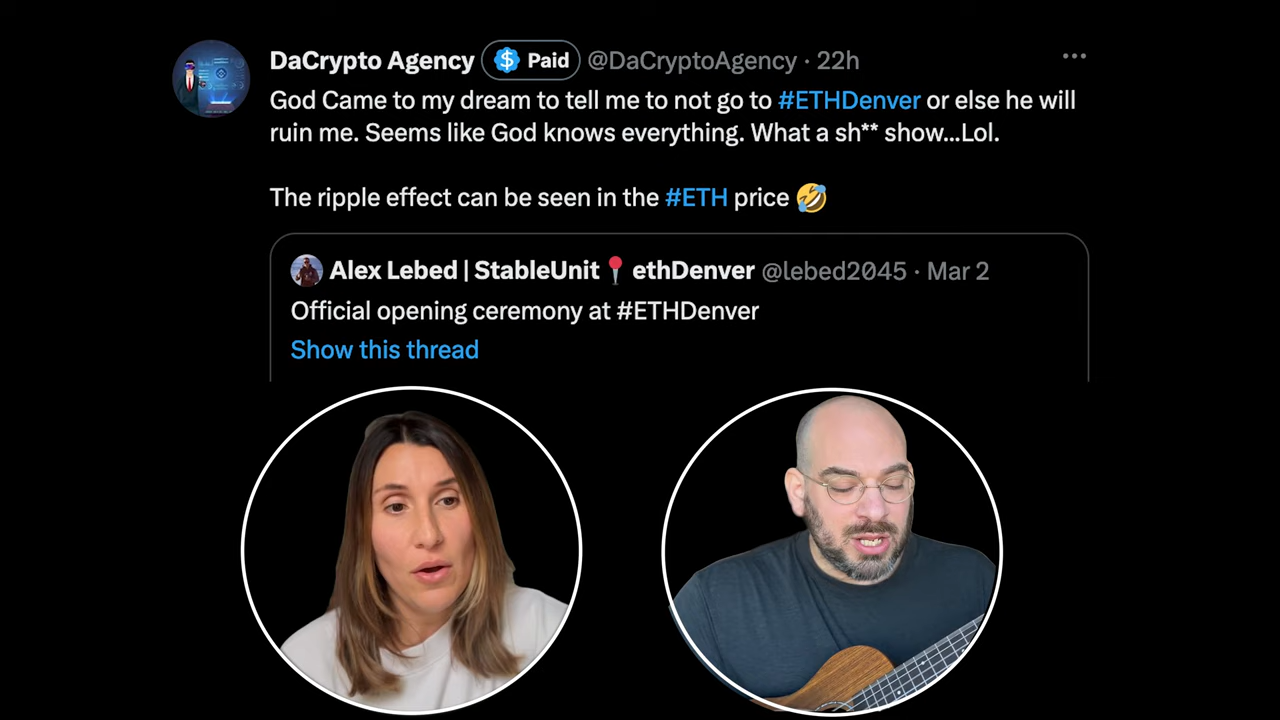 DaCrypto Agency Paid @DaCryptoAgency · 22h
God Came to my dream to tell me to not go to #ETHDenver or else he will
ruin me. Seems like God knows everything. What a sh** show...Lol.
The ripple effect can be seen in the #ETH price 🤣
Alex Lebed | StableUnit📍ethDenver @lebed2045 · Mar 2
Official opening ceremony at #ETHDenver
Show this thread